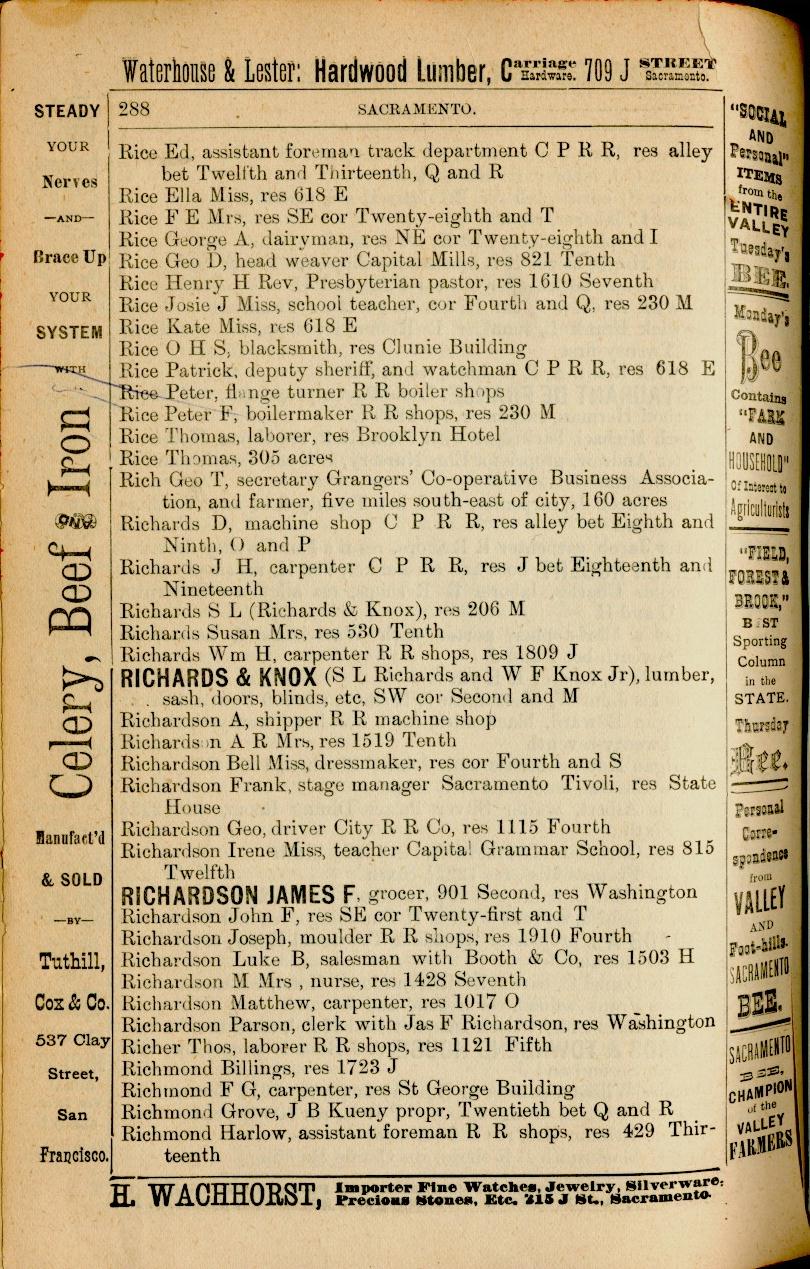 Waterhouse & Lester: Hardwood Lumber, Carriage Hardware. 709 J STREET Sacramento.
STEADY
YOUR
Nerves
—AND—
Brace Up
YOUR
SYSTEM
WITH
Celery, Beef and Iron
Manufact'd
& SOLD
—BY—
Tuthill,
Cox & Co.
537 Clay
Street,
San
Francisco.
288 SACRAMENTO.
Rice Ed, assistant foreman track department C P R R, res alley
bet Twelfth and Thirteenth, Q and R
Rice Ella Miss, res 618 E
Rice F E Mrs, res SE cor Twenty-eighth and T
Rice George A, dairyman, res NE cor Twenty-eighth and I
Rice Geo D, head weaver Capital Mills, res 821 Tenth
Rice Henry H Rev, Presbyterian pastor, res 1610 Seventh
Rice Josie J Miss, school teacher, cor Fourth and Q, res 230 M
Rice Kate Miss, res 618 E
Rice O H S, blacksmith, res Clunie Building
Rice Patrick, deputy sheriff, and watchman C P R R, res 618 E
Rice Peter, flange turner R R boiler shops
Rice Peter F, boilermaker R R shops, res 230 M
Rice Thomas, laborer, res Brooklyn Hotel
Rice Thomas, 305 acres
Rich Geo T, secretary Grangers' Co-operative Business Associa-
tion, and farmer, five miles south-east of city, 160 acres
Richards D, machine shop C P R R, res alley bet Eighth and
Ninth, O and P
Richards J H, carpenter C P R R, res J bet Eighteenth and
Nineteenth
Richards S L (Richards & Knox), res 206 M
Richards Susan Mrs, res 530 Tenth
Richards Wm H, carpenter R R shops, res 1809 J
RICHARDS & KNOX (S L Richards and W F Knox Jr), lumber,
sash, doors, blinds, etc, SW cor Second and M
Richardson A, shipper R R machine shop
Richardson A R Mrs, res 1519 Tenth
Richardson Bell Miss, dressmaker, res cor Fourth and S
Richardson Frank, stage manager Sacramento Tivoli, res State
House
Richardson Geo, driver City R R Co, res 1115 Fourth
Richardson Irene Miss, teacher Capital Grammar School, res 815
Twelfth
RICHARDSON JAMES F, grocer, 901 Second, res Washington
Richardson John F, res SE cor Twenty-first and T
Richardson Joseph, moulder R R shops, res 1910 Fourth
Richardson Luke B, salesman with Booth & Co, res 1503 H
Richardson M Mrs , nurse, res 1428 Seventh
Richardson Matthew, carpenter, res 1017 O
Richardson Parson, clerk with Jas F Richardson, res Washington
Richer Thos, laborer R R shops, res 1121 Fifth
Richmond Billings, res 1723 J
Richmond F G, carpenter, res St George Building
Richmond Grove, J B Kueny propr, Twentieth bet Q and R
Richmond Harlow, assistant foreman R R shops, res 429 Thir-
teenth
"SOCIAL
AND
Personal"
ITEMS
from the
ENTIRE
VALLEY
Tuesday's
BEE.
Monday's
Bee
Contains
"FARM
AND
HOUSEHOLD"
Of Interest to
Agriculturists
"FIELD,
FOREST &
BROOK,"
BEST
Sporting
Column
in the
STATE.
Thursday
Bee.
Personal
Corre-
spondence
from
VALLEY
AND
Foot-hills.
SACRAMENTO
BEE.
SACRAMENTO
BEE,
CHAMPION
of the
VALLEY
FARMERS
H. WACHHORST, Importer Fine Watches, Jewelry, Silverware:
Precious Stones, Etc. 315 J St., Sacramento.